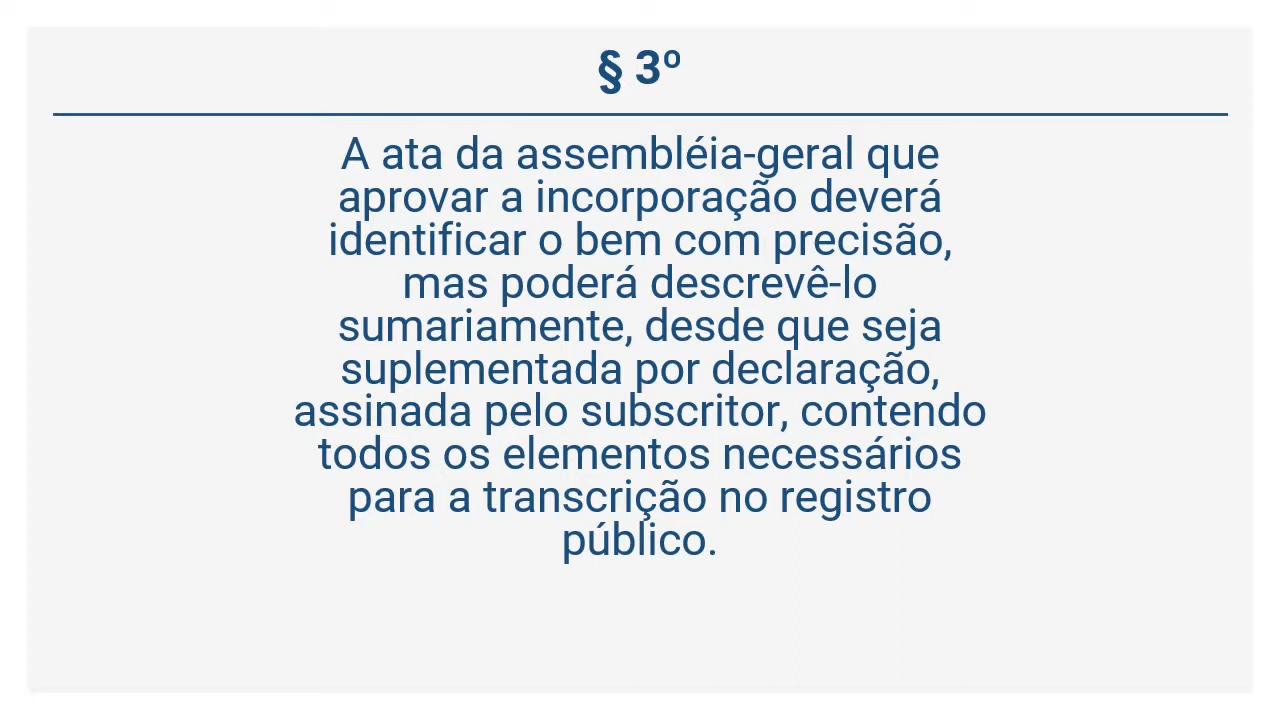 § 3º
A ata da assembléia-geral que
aprovar a incorporação deverá
identificar o bem com precisão,
mas poderá descrevê-lo
sumariamente, desde que seja
suplementada por declaração,
assinada pelo subscritor, contendo
todos os elementos necessários
para a transcrição no registro
público.